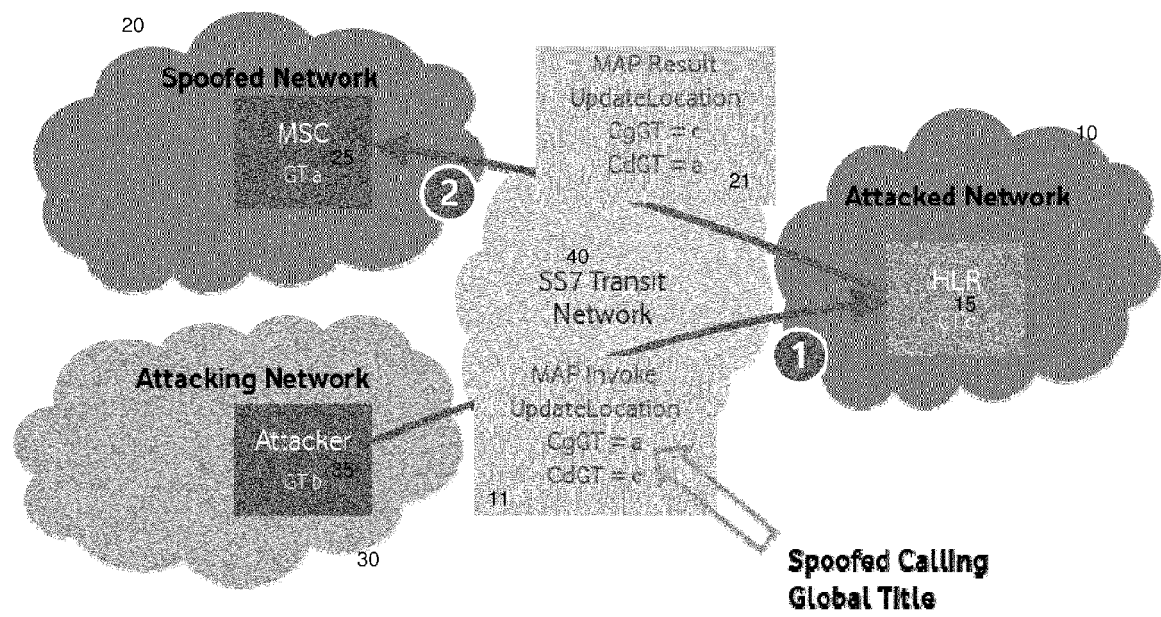 20
Spoofed Network
MSC
25
GT a
2
MAP Result
UpdateLocation
CgGT = c
CdGT = a
21
10
Attacked Network
HLR
15
GT c
40
SS7 Transit
Network
1
Attacking Network
Attacker
35
GT b
30
MAP Invoke
UpdateLocation
CgGT = a
CdGT = c
11
Spoofed Calling
Global Title